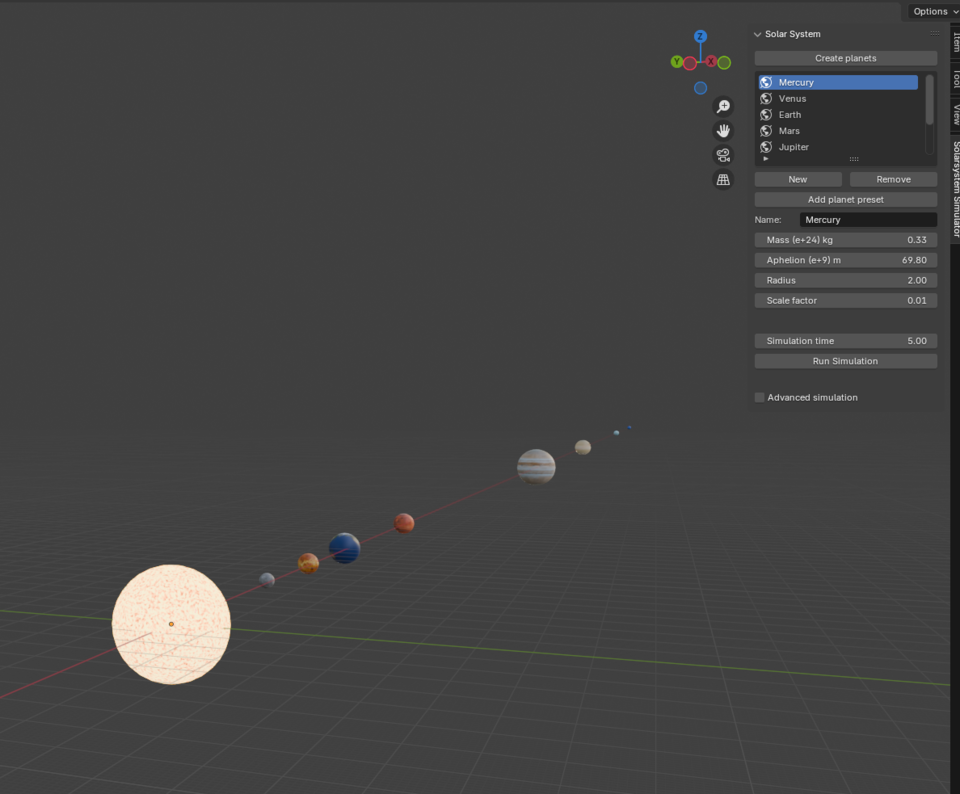 Options
Solar System
Create planets
Mercury
Venus
Earth
Mars
Jupiter
New Remove
Add planet preset
Name: Mercury
Mass (e+24) kg 0.33
Aphelion (e+9) m 69.80
Radius 2.00
Scale factor 0.01
Simulation time 5.00
Run Simulation
Advanced simulation
Item
Tool
View
Solarsystem Simulator
Z
Y
X